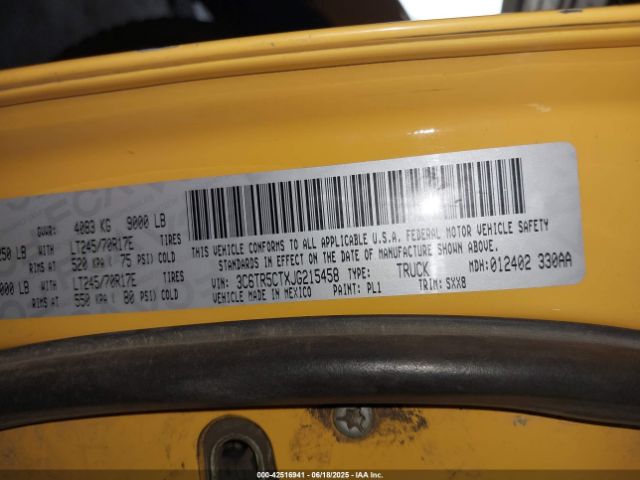 GVWR: 4083 KG 9000 LB
250 LB WITH LT245/70R17E TIRES
RIMS AT 520 KPA ( 75 PSI) COLD
000 LB WITH LT245/70R17E TIRES
RIMS AT 550 KPA ( 80 PSI) COLD
THIS VEHICLE CONFORMS TO ALL APPLICABLE U.S.A. FEDERAL MOTOR VEHICLE SAFETY
STANDARDS IN EFFECT ON THE DATE OF MANUFACTURE SHOWN ABOVE.
VIN: 3C6TR5CTXJG215458 TYPE: TRUCK MDH: 012402 330AA
VEHICLE MADE IN MEXICO PAINT: PL1 TRIM: SXX8
000-42516941 - 06/18/2025 - IAA Inc.